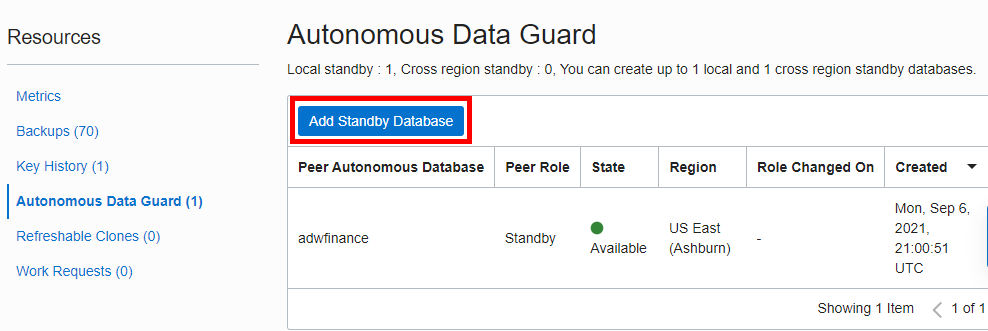 Resources
Metrics
Backups (70)
Key History (1)
Autonomous Data Guard (1)
Refreshable Clones (0)
Work Requests (0)
Autonomous Data Guard
Local standby : 1, Cross region standby : 0, You can create up to 1 local and 1 cross region standby databases.
Add Standby Database
Peer Autonomous Database Peer Role State Region Role Changed On Created
adwfinance Standby Available US East (Ashburn) - Mon, Sep 6, 2021, 21:00:51 UTC
Showing 1 Item 1 of 1